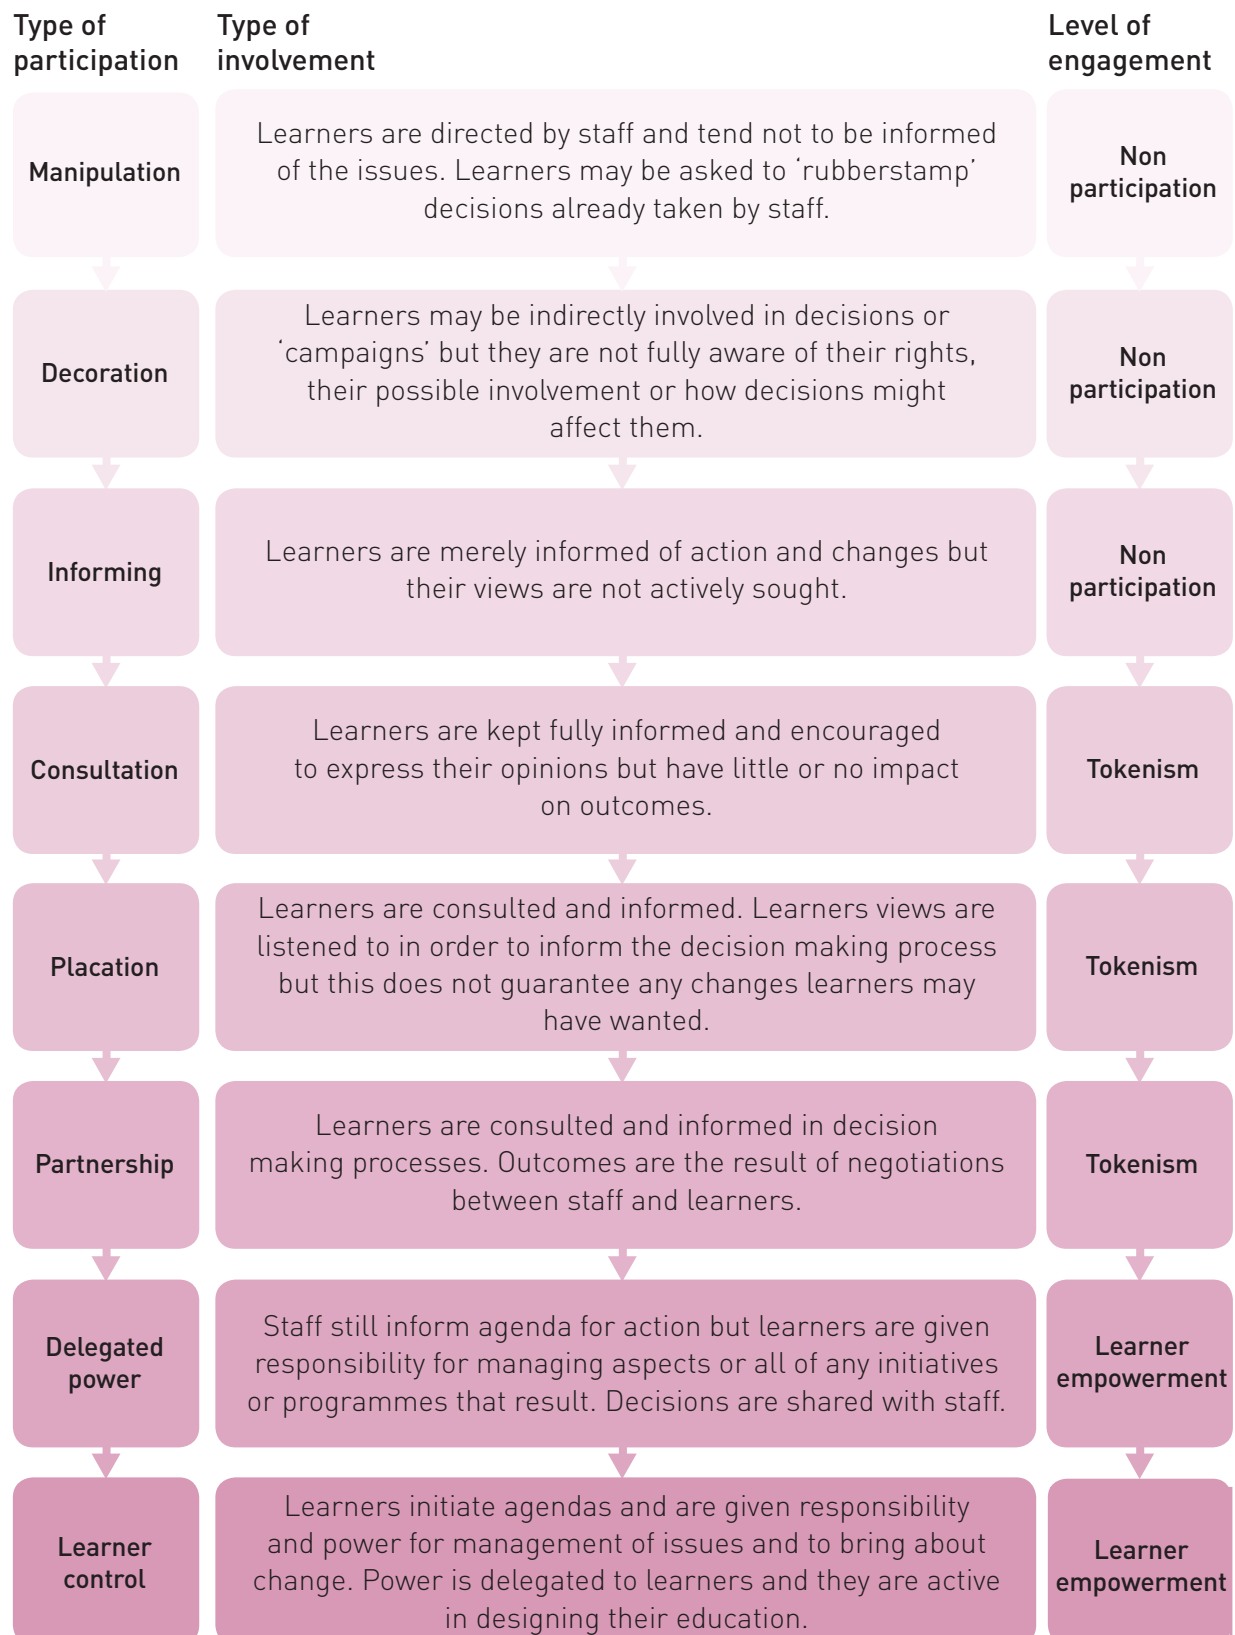 Type of
participation
Type of
involvement
Level of
engagement
Manipulation
Learners are directed by staff and tend not to be informed
of the issues. Learners may be asked to ‘rubberstamp’
decisions already taken by staff.
Non
participation
Decoration
Learners may be indirectly involved in decisions or
‘campaigns’ but they are not fully aware of their rights,
their possible involvement or how decisions might
affect them.
Non
participation
Informing
Learners are merely informed of action and changes but
their views are not actively sought.
Non
participation
Consultation
Learners are kept fully informed and encouraged
to express their opinions but have little or no impact
on outcomes.
Tokenism
Placation
Learners are consulted and informed. Learners views are
listened to in order to inform the decision making process
but this does not guarantee any changes learners may
have wanted.
Tokenism
Partnership
Learners are consulted and informed in decision
making processes. Outcomes are the result of negotiations
between staff and learners.
Tokenism
Delegated
power
Staff still inform agenda for action but learners are given
responsibility for managing aspects or all of any initiatives
or programmes that result. Decisions are shared with staff.
Learner
empowerment
Learner
control
Learners initiate agendas and are given responsibility
and power for management of issues and to bring about
change. Power is delegated to learners and they are active
in designing their education.
Learner
empowerment